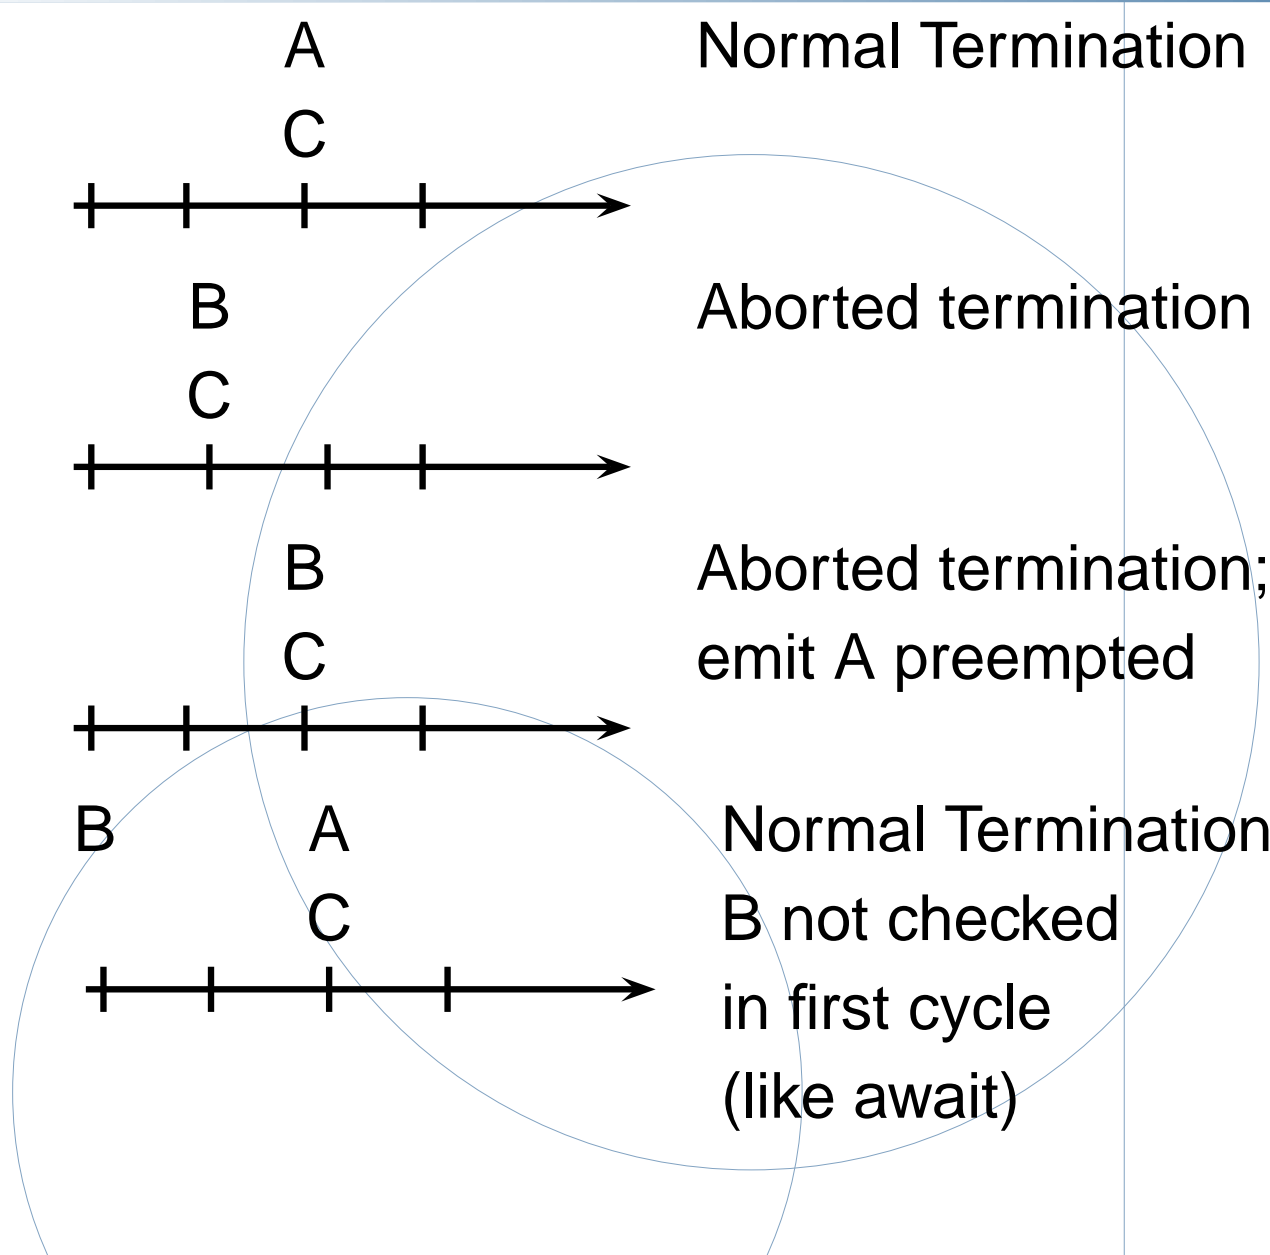 A Normal Termination
C
B Aborted termination
C
B Aborted termination;
C emit A preempted
B A Normal Termination
C B not checked
in first cycle
(like await)